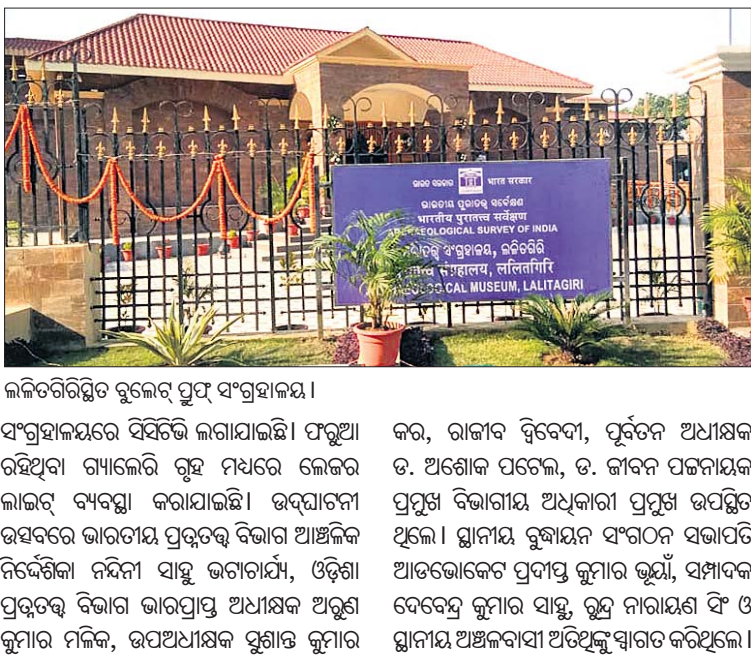 ଭାରତ ସରକାର भारत सरकार
ଭାରତୀୟ ପୁରାତତ୍ତ୍ୱ ସର୍ବେକ୍ଷଣ
भारतीय पुरातत्त्व सर्वेक्षण
ARCHAEOLOGICAL SURVEY OF INDIA
ସଂଗ୍ରହାଳୟ, ଲଳିତଗିରି
संग्रहालय, ललितगिरि
MUSEUM, LALITAGIRI
ଲଳିତଗିରିସ୍ଥିତ ବୁଲେଟ୍ ପ୍ରୁଫ୍ ସଂଗ୍ରହାଳୟ ।
ସଂଗ୍ରହାଳୟରେ ସିସିଟିଭି ଲଗାଯାଇଛି। ଫରୁଆ
ରହିଥିବା ଗ୍ୟାଲେରି ଗୃହ ମଧ୍ୟରେ ଲେଜର
ଲାଇଟ୍ ବ୍ୟବସ୍ଥା କରାଯାଇଛି। ଉଦ୍‌ଘାଟନୀ
ଉତ୍ସବରେ ଭାରତୀୟ ପ୍ରତ୍ନତତ୍ତ୍ୱ ବିଭାଗ ଆଞ୍ଚଳିକ
ନିର୍ଦ୍ଦେଶିକା ନନ୍ଦିନୀ ସାହୁ ଭଟାଚାର୍ଯ୍ୟ, ଓଡ଼ିଶା
ପ୍ରତ୍ନତତ୍ତ୍ୱ ବିଭାଗ ଭାରପ୍ରାପ୍ତ ଅଧୀକ୍ଷକ ଅରୁଣ
କୁମାର ମଳିକ, ଉପଅଧୀକ୍ଷକ ସୁଶାନ୍ତ କୁମାର
କର, ରାଜୀବ ଦ୍ୱିବେଦୀ, ପୂର୍ବତନ ଅଧୀକ୍ଷକ
ଡ. ଅଶୋକ ପଟେଲ, ଡ. ଜୀବନ ପଟ୍ଟନାୟକ
ପ୍ରମୁଖ ବିଭାଗୀୟ ଅଧିକାରୀ ପ୍ରମୁଖ ଉପସ୍ଥିତ
ଥିଲେ। ସ୍ଥାନୀୟ ବୁଦ୍ଧାୟନ ସଂଗଠନ ସଭାପତି
ଆଡଭୋକେଟ ପ୍ରଦୀପ୍ତ କୁମାର ଭୂୟାଁ, ସମ୍ପାଦକ
ଦେବେନ୍ଦ୍ର କୁମାର ସାହୁ, ରୁଦ୍ର ନାରାୟଣ ସିଂ ଓ
ସ୍ଥାନୀୟ ଅଞ୍ଚଳବାସୀ ଅତିଥିଙ୍କୁ ସ୍ୱାଗତ କରିଥିଲେ।